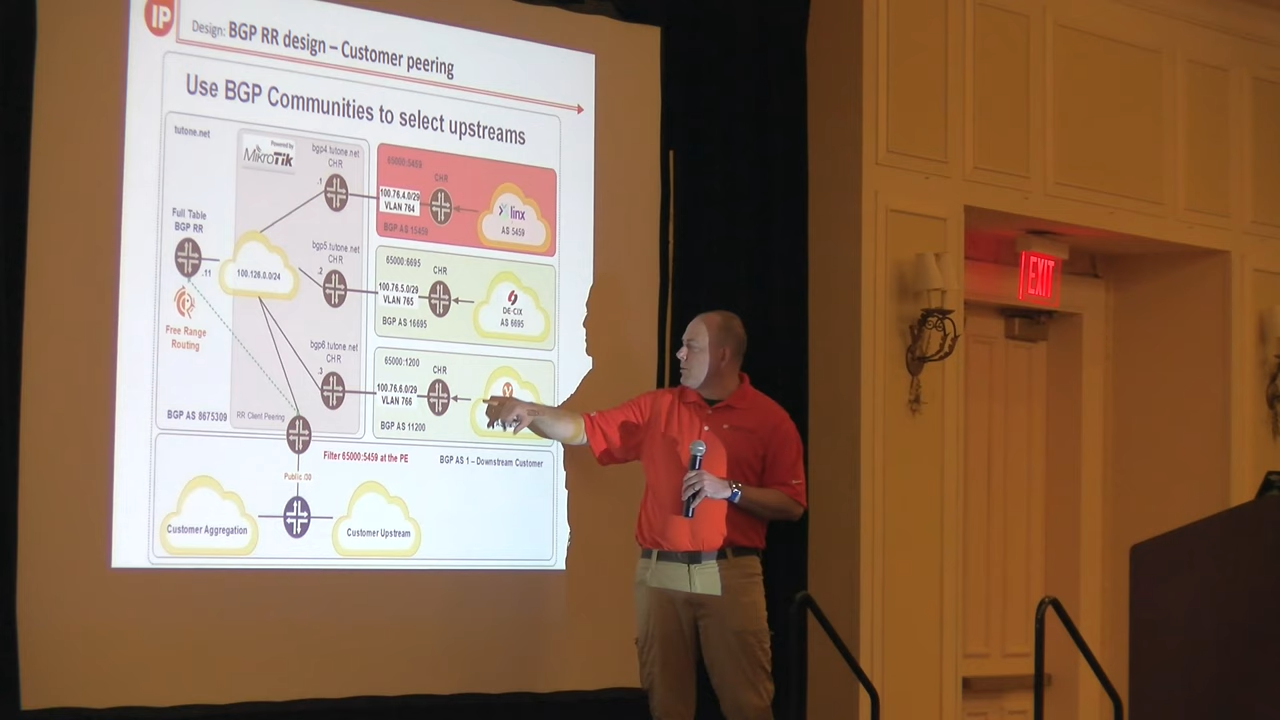 IP
Design: BGP RR design – Customer peering
Use BGP Communities to select upstreams
tutone.net
Powered by
MikroTik
bgp4.tutone.net
CHR
.1
65000:5459
CHR
100.76.4.0/29
VLAN 764
BGP AS 15459
linx
AS 5459
Full Table
BGP RR
.11
100.126.0.0/24
bgp5.tutone.net
CHR
.2
65000:6695
CHR
100.76.5.0/29
VLAN 765
BGP AS 16695
DE-CIX
AS 6695
Free Range
Routing
bgp6.tutone.net
CHR
.3
65000:1200
CHR
100.76.6.0/29
VLAN 766
BGP AS 11200
BGP AS 8675309
RR Client Peering
Filter 65000:5459 at the PE
BGP AS 1 – Downstream Customer
Public /30
Customer Aggregation
Customer Upstream
EXIT